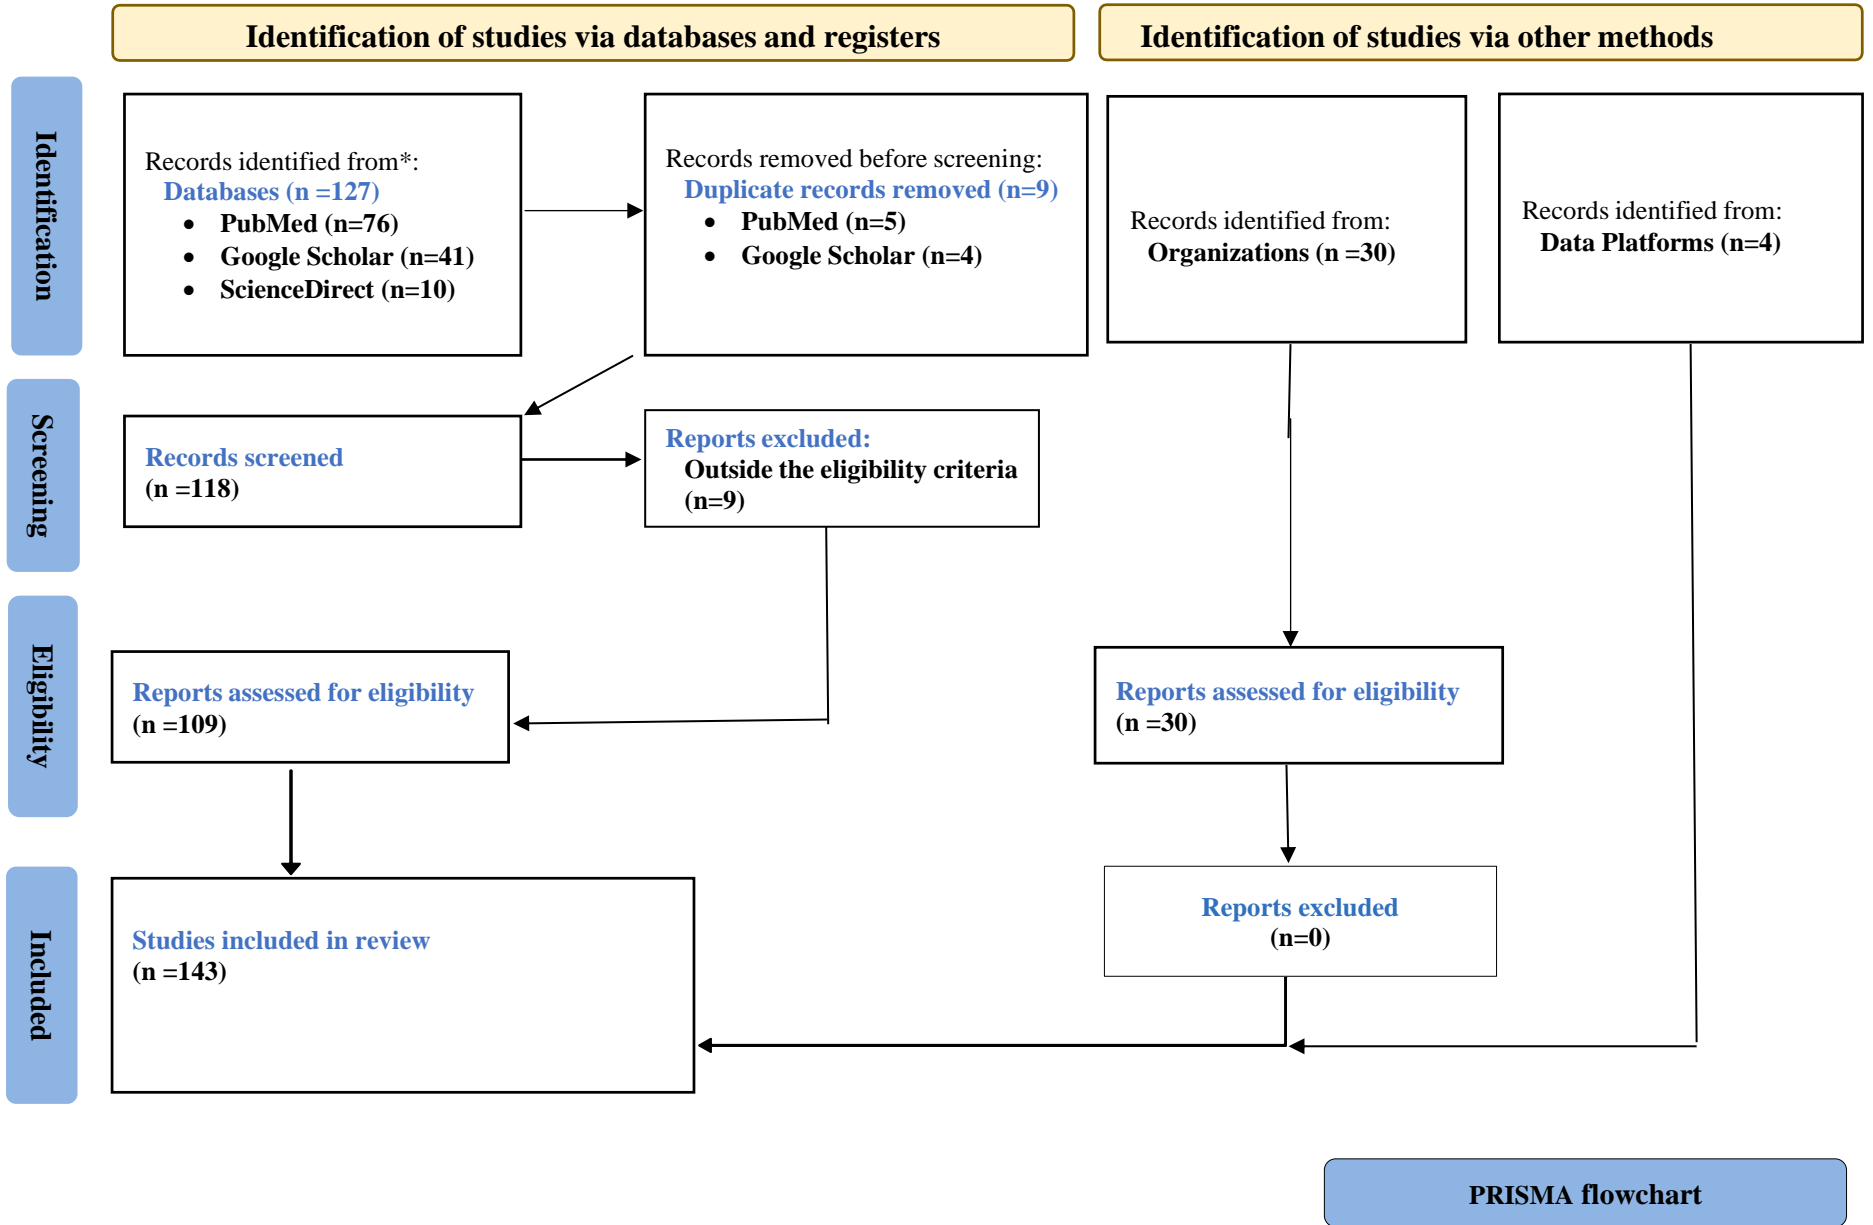 Identification of studies via databases and registers
Identification of studies via other methods
Identification
Records identified from*:
Databases (n =127)
• PubMed (n=76)
• Google Scholar (n=41)
• ScienceDirect (n=10)
Records removed before screening:
Duplicate records removed (n=9)
• PubMed (n=5)
• Google Scholar (n=4)
Records identified from:
Organizations (n =30)
Records identified from:
Data Platforms (n=4)
Screening
Records screened
(n =118)
Reports excluded:
Outside the eligibility criteria
(n=9)
Eligibility
Reports assessed for eligibility
(n =109)
Reports assessed for eligibility
(n =30)
Included
Studies included in review
(n =143)
Reports excluded
(n=0)
PRISMA flowchart